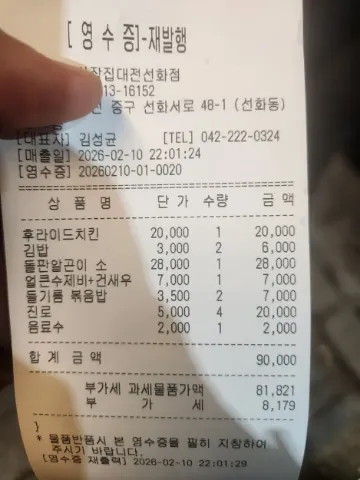 [ 영 수 증]-재발행
장집대전선화점
13-16152
중구 선화서로 48-1 (선화동)
[대표자] 김성균 [TEL] 042-222-0324
[매출일] 2026-02-10 22:01:24
[영수증] 20260210-01-0020
상 품 명 단 가 수량 금 액
후라이드치킨 20,000 1 20,000
김밥 3,000 2 6,000
돌판알곤이 소 28,000 1 28,000
얼큰수제비+건새우 7,000 1 7,000
들기름 볶음밥 3,500 2 7,000
진로 5,000 4 20,000
음료수 2,000 1 2,000
합 계 금 액 90,000
부가세 과세물품가액 81,821
부 가 세 8,179
}
* 물품반품시 본 영수증을 필히 지참하여
주시기 바랍니다.
[영수증 재출력] 2026-02-10 22:01:29